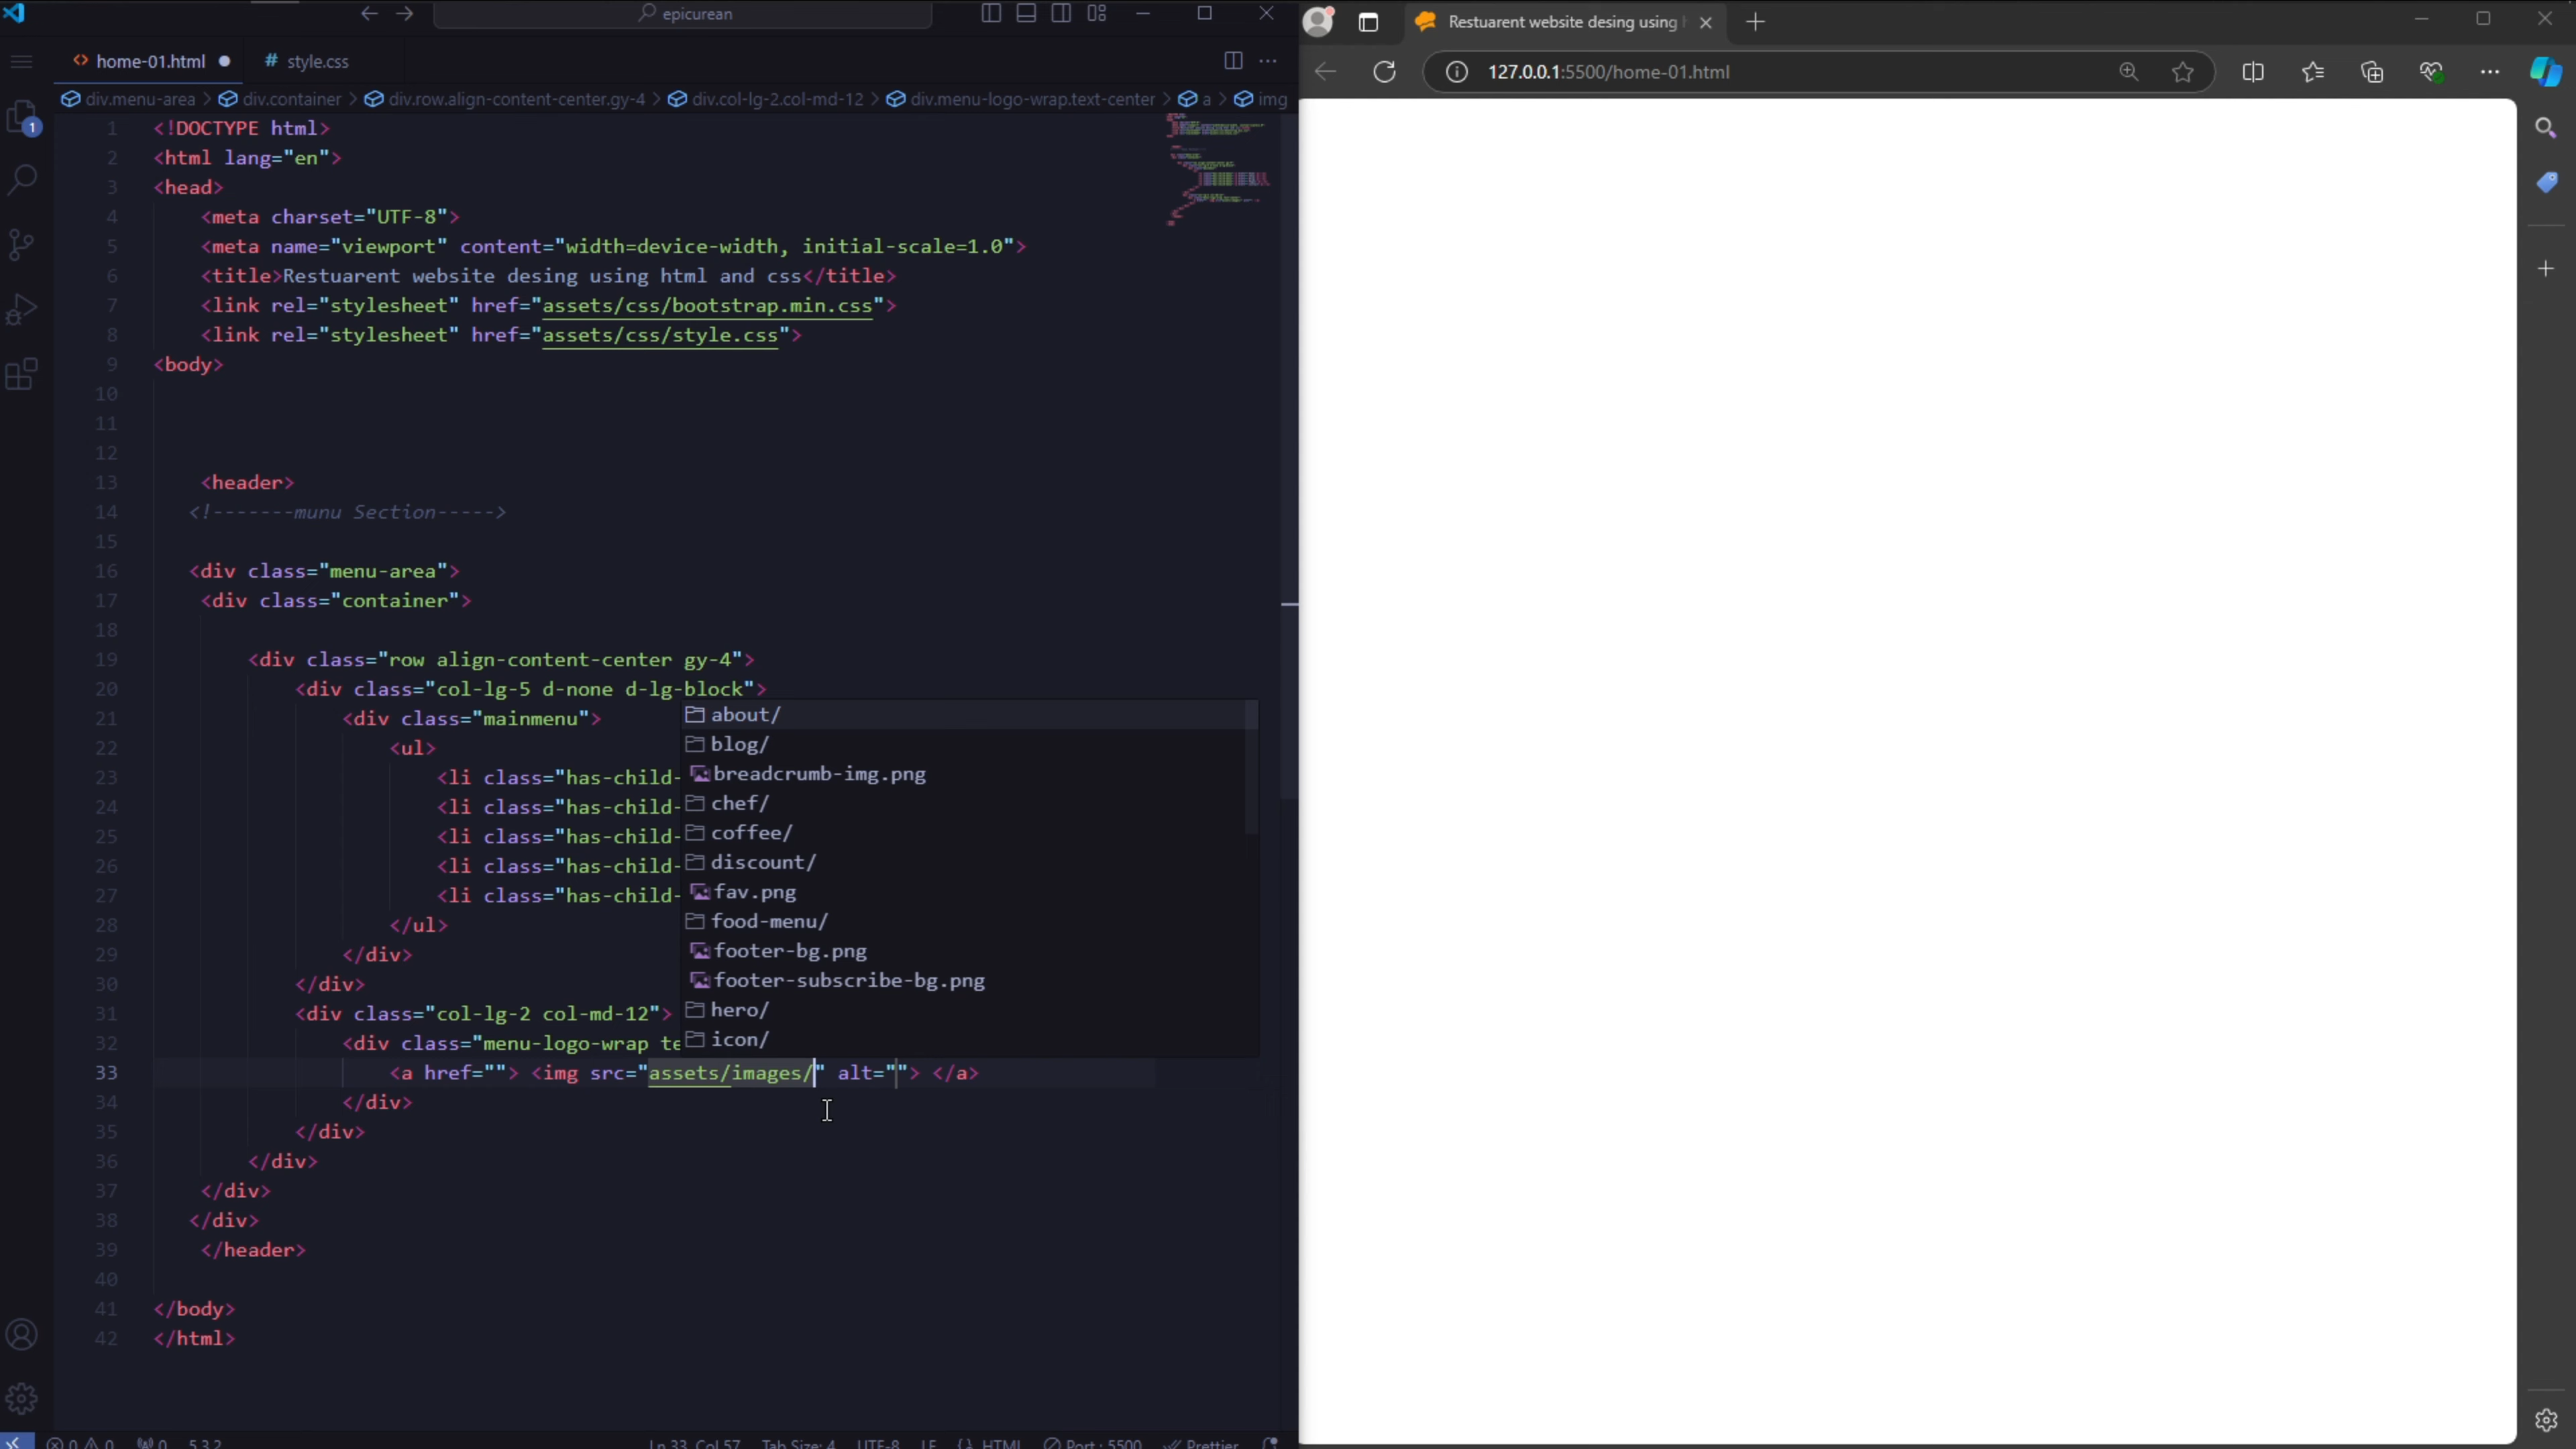 epicurean
home-01.html
style.css
div.menu-area > div.container > div.row.align-content-center.gy-4 > div.col-lg-2.col-md-12 > div.menu-logo-wrap.text-center > a > img
1 <!DOCTYPE html>
2 <html lang="en">
3 <head>
4 <meta charset="UTF-8">
5 <meta name="viewport" content="width=device-width, initial-scale=1.0">
6 <title>Restuarent website desing using html and css</title>
7 <link rel="stylesheet" href="assets/css/bootstrap.min.css">
8 <link rel="stylesheet" href="assets/css/style.css">
9 <body>
10
11
12
13 <header>
14 <!-------munu Section----->
15
16 <div class="menu-area">
17 <div class="container">
18
19 <div class="row align-content-center gy-4">
20 <div class="col-lg-5 d-none d-lg-block">
21 <div class="mainmenu">
22 <ul>
23 <li class="has-child-
24 <li class="has-child-
25 <li class="has-child-
26 <li class="has-child-
27 <li class="has-child-
28 </ul>
29 </div>
30 </div>
31 <div class="col-lg-2 col-md-12">
32 <div class="menu-logo-wrap te
33 <a href=""> <img src="assets/images/" alt=""> </a>
34 </div>
35 </div>
36 </div>
37 </div>
38 </div>
39 </header>
40
41 </body>
42 </html>
about/
blog/
breadcrumb-img.png
chef/
coffee/
discount/
fav.png
food-menu/
footer-bg.png
footer-subscribe-bg.png
hero/
icon/
1
0 0 0 5.3.2 Ln 33, Col 57 Tab Size: 4 UTF-8 LF {} HTML Port : 5500 Prettier
Restuarent website desing using
127.0.0.1:5500/home-01.html